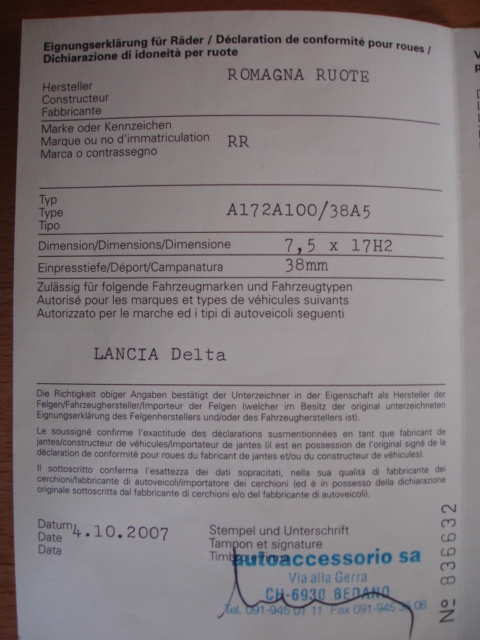 Eignungserklärung für Räder / Déclaration de conformité pour roues /
Dichiarazione di idoneità per ruote
Hersteller
Constructeur
Fabbricante
ROMAGNA RUOTE
Marke oder Kennzeichen
Marque ou no d'immatriculation
Marca o contrassegno
RR
Typ
Type
Tipo
A172A100/38A5
Dimension/Dimensions/Dimensione 7,5 x 17H2
Einpresstiefe/Déport/Campanatura 38mm
Zulässig für folgende Fahrzeugmarken und Fahrzeugtypen
Autorisé pour les marques et types de véhicules suivants
Autorizzato per le marche ed i tipi di autoveicoli seguenti
LANCIA Delta
Die Richtigkeit obiger Angaben bestätigt der Unterzeichner in der Eigenschaft als Hersteller der
Felgen/Fahrzeughersteller/Importeur der Felgen (welcher im Besitz der original unterzeichneten
Eignungserklärung des Felgenherstellers und/oder des Fahrzeugherstellers ist).
Le soussigné confirme l'exactitude des déclarations susmentionnées en tant que fabricant de
jantes/constructeur de véhicules/importateur de jantes (il est en possession de l'original signé de la
déclaration de conformité pour roues du fabricant de jantes et/ou du constructeur de véhicules).
Il sottoscritto conferma l'esattezza dei dati sopracitati, nella sua qualità di fabbricante dei
cerchioni/fabbricante di autoveicoli/importatore dei cerchioni (ed è in possesso della dichiarazione
originale sottoscritta dal fabbricante di cerchioni e/o del fabbricante di autoveicoli).
Datum
Date
Data
4.10.2007
Stempel und Unterschrift
Tampon et signature
autoaccessorio sa
Via alla Gerra
CH-6930 BEDANO
Tel. 091-945 01 11 Fax 091-945
Nº 836632